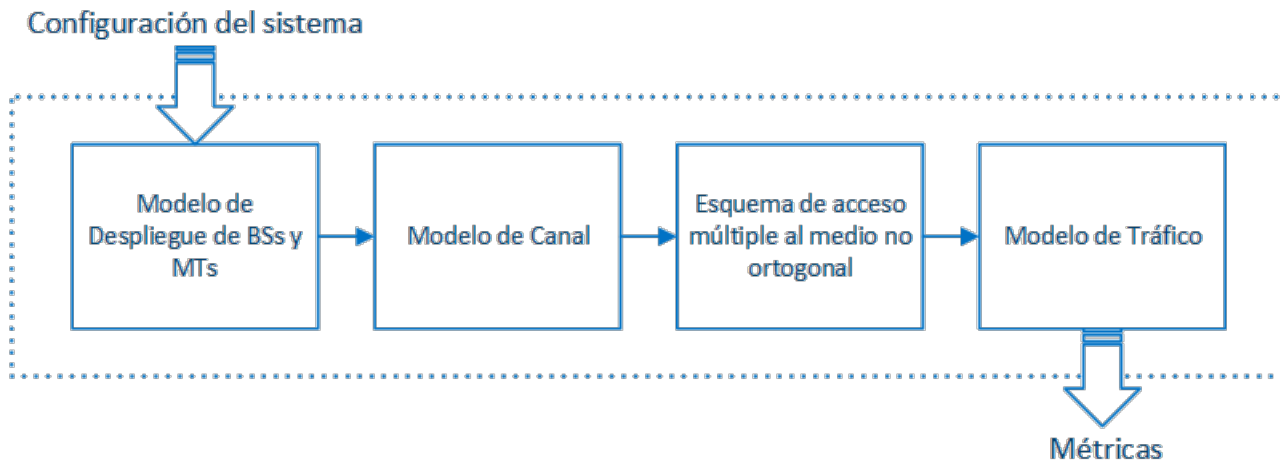 Configuración del sistema
Modelo de
Despliegue de BSs y
MTs
Modelo de Canal
Esquema de acceso
múltiple al medio no
ortogonal
Modelo de Tráfico
Métricas